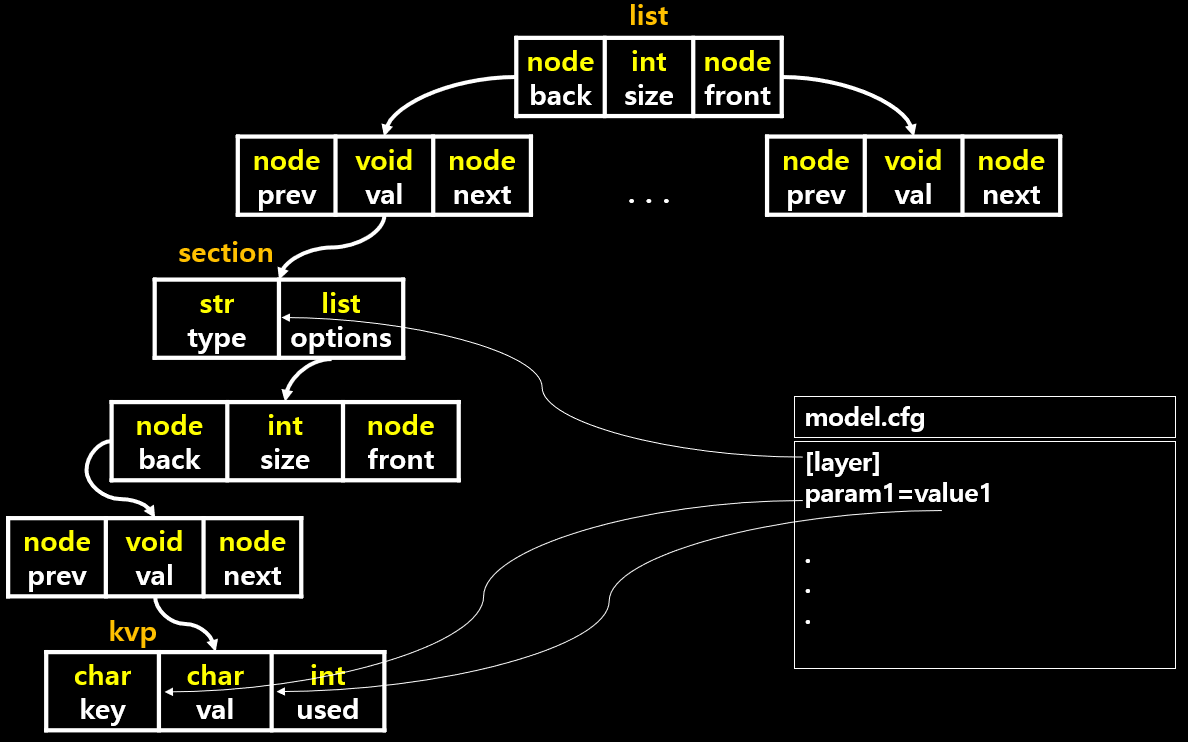 list
node int node
back size front
node void node
prev val next
. . .
node void node
prev val next
section
str list
type options
node int node
back size front
node void node
prev val next
kvp
char char int
key val used
model.cfg
[layer]
param1=value1
.
.
.